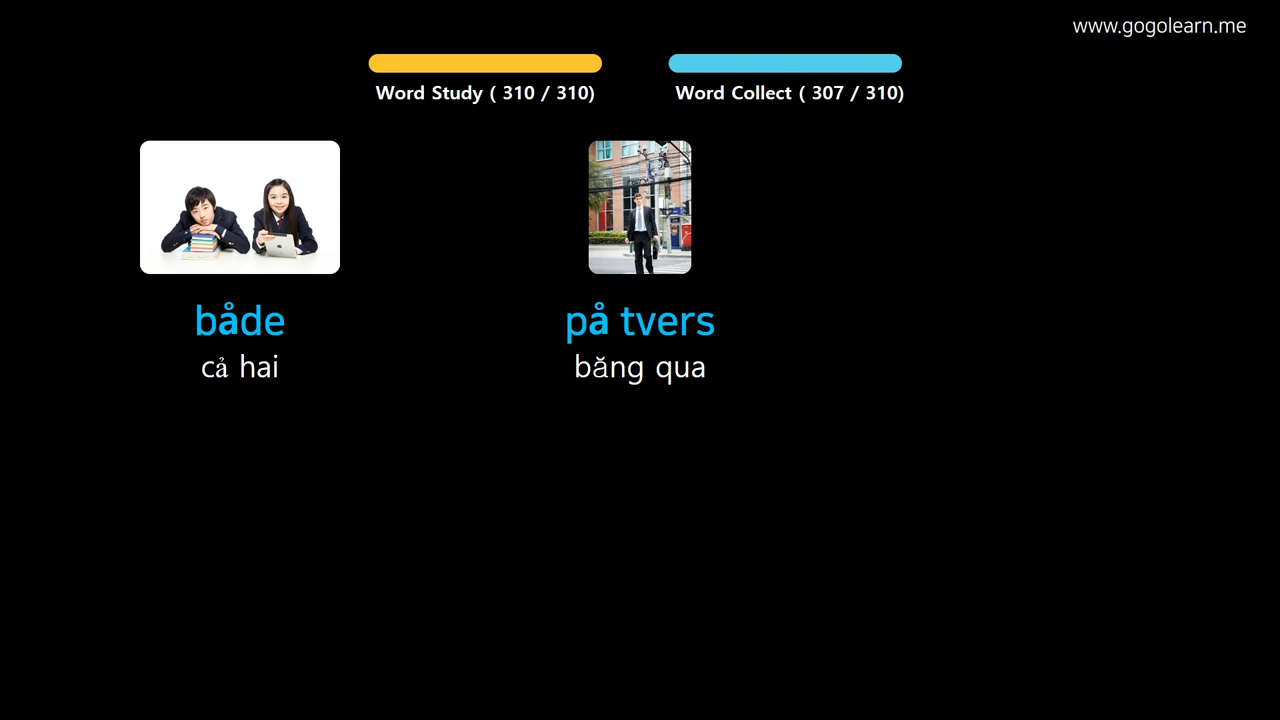 www.gogolearn.me
Word Study ( 310 / 310)
Word Collect ( 307 / 310)
både
på tvers
cả hai
băng qua